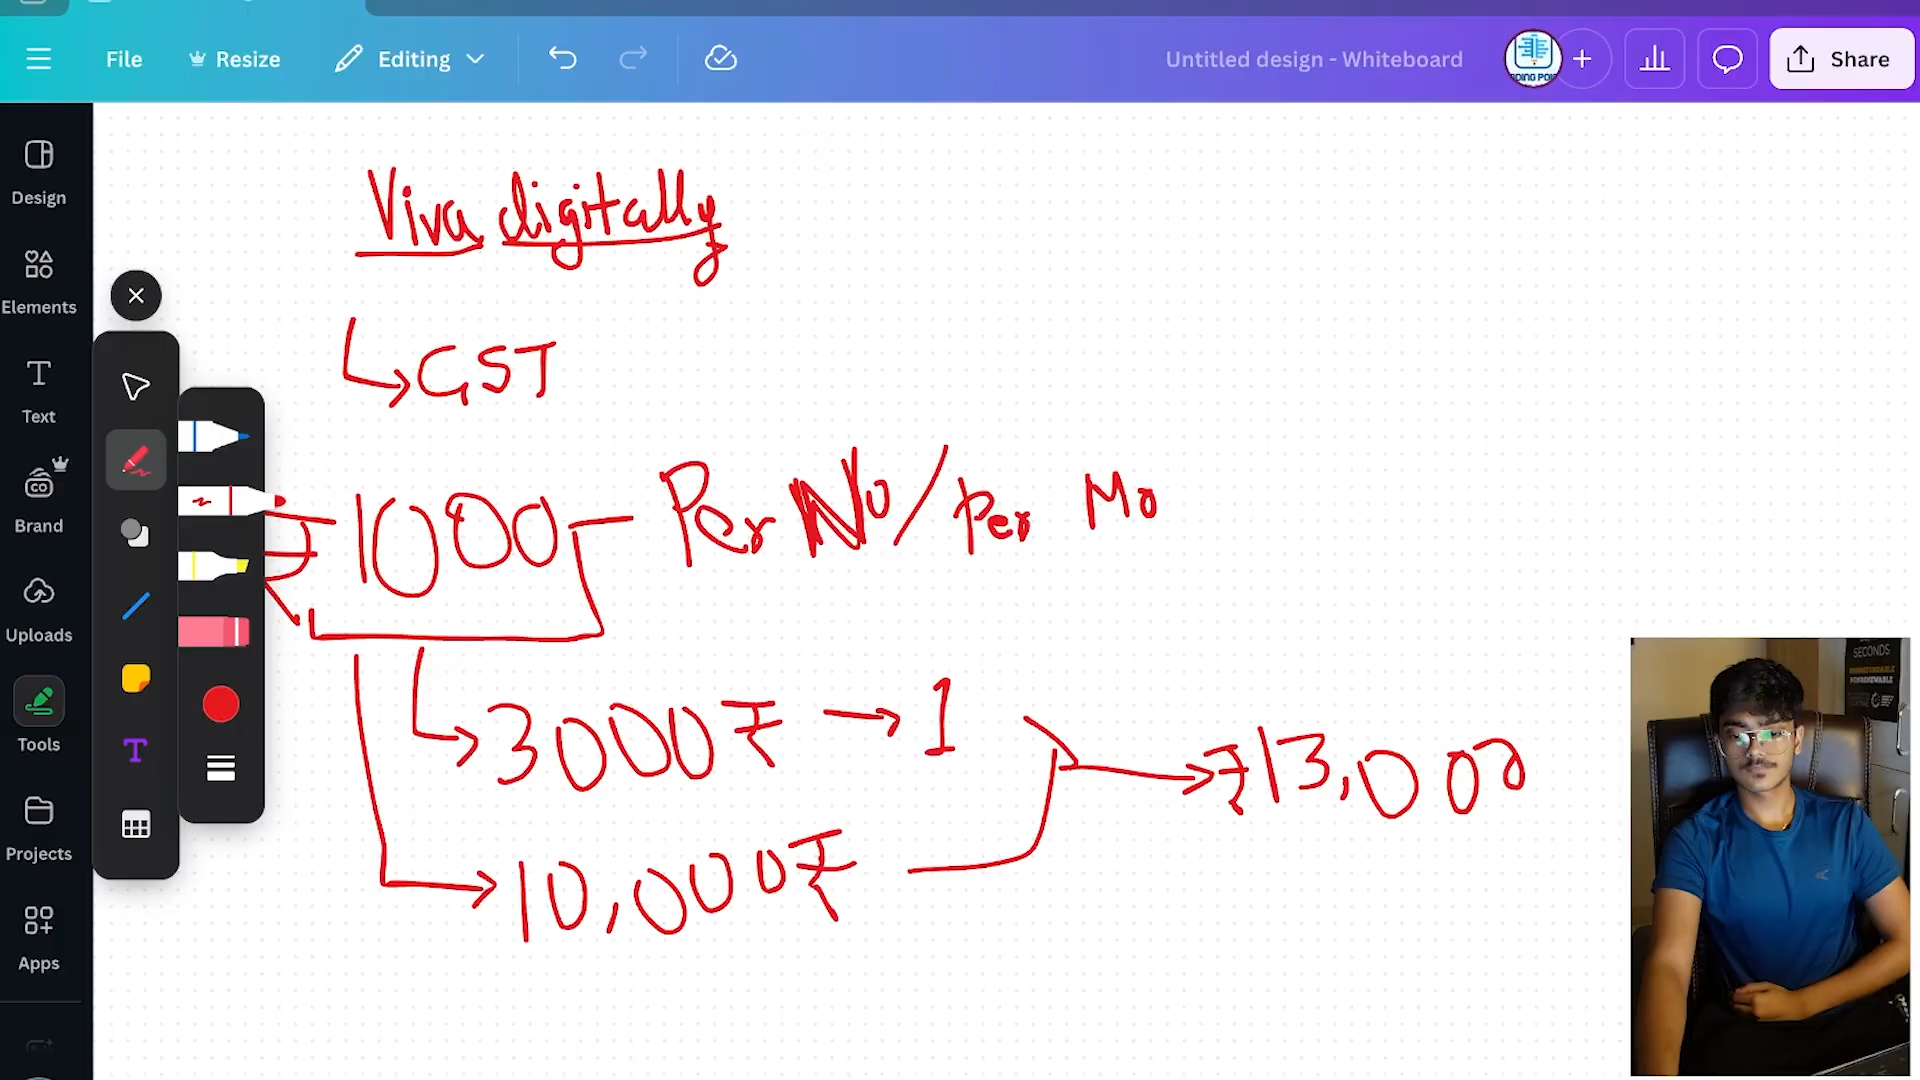 File Resize Editing Untitled design - Whiteboard Share
Design
Elements
Text
Brand
Uploads
Tools
Projects
Apps
Viva digitally
GST
₹ 1000 Per No/Per Mo
3000₹ → 1
₹13,000
10,000₹
SECONDS